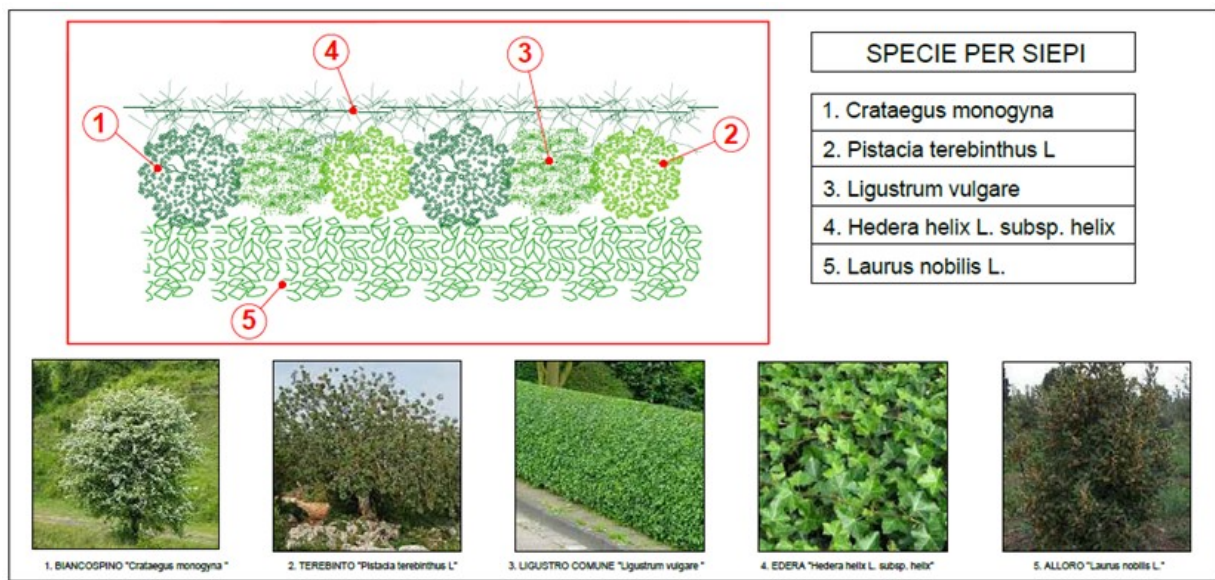 4
3
1
2
5
SPECIE PER SIEPI
1. Crataegus monogyna
2. Pistacia terebinthus L
3. Ligustrum vulgare
4. Hedera helix L. subsp. helix
5. Laurus nobilis L.
1. BIANCOSPINO "Crataegus monogyna "
2. TEREBINTO "Pistacia terebinthus L"
3. LIGUSTRO COMUNE "Ligustrum vulgare "
4. EDERA "Hedera helix L. subsp. helix"
5. ALLORO "Laurus nobilis L."